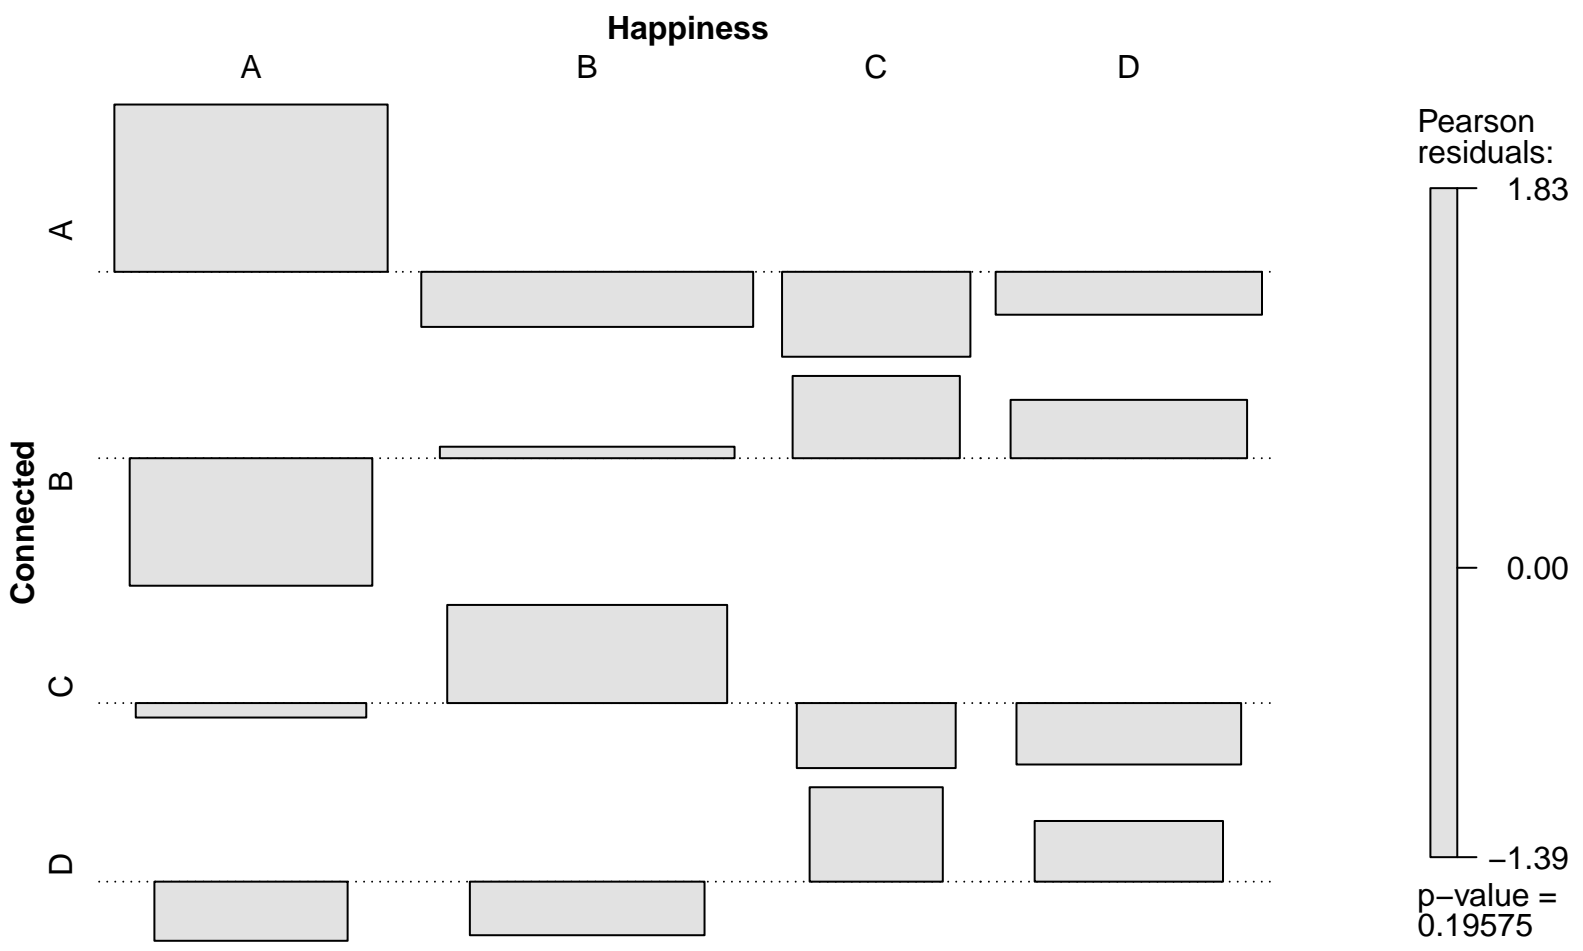 Happiness
A B C D
Connected
A
B
C
D
Pearson
residuals:
1.83
0.00
−1.39
p−value =
0.19575